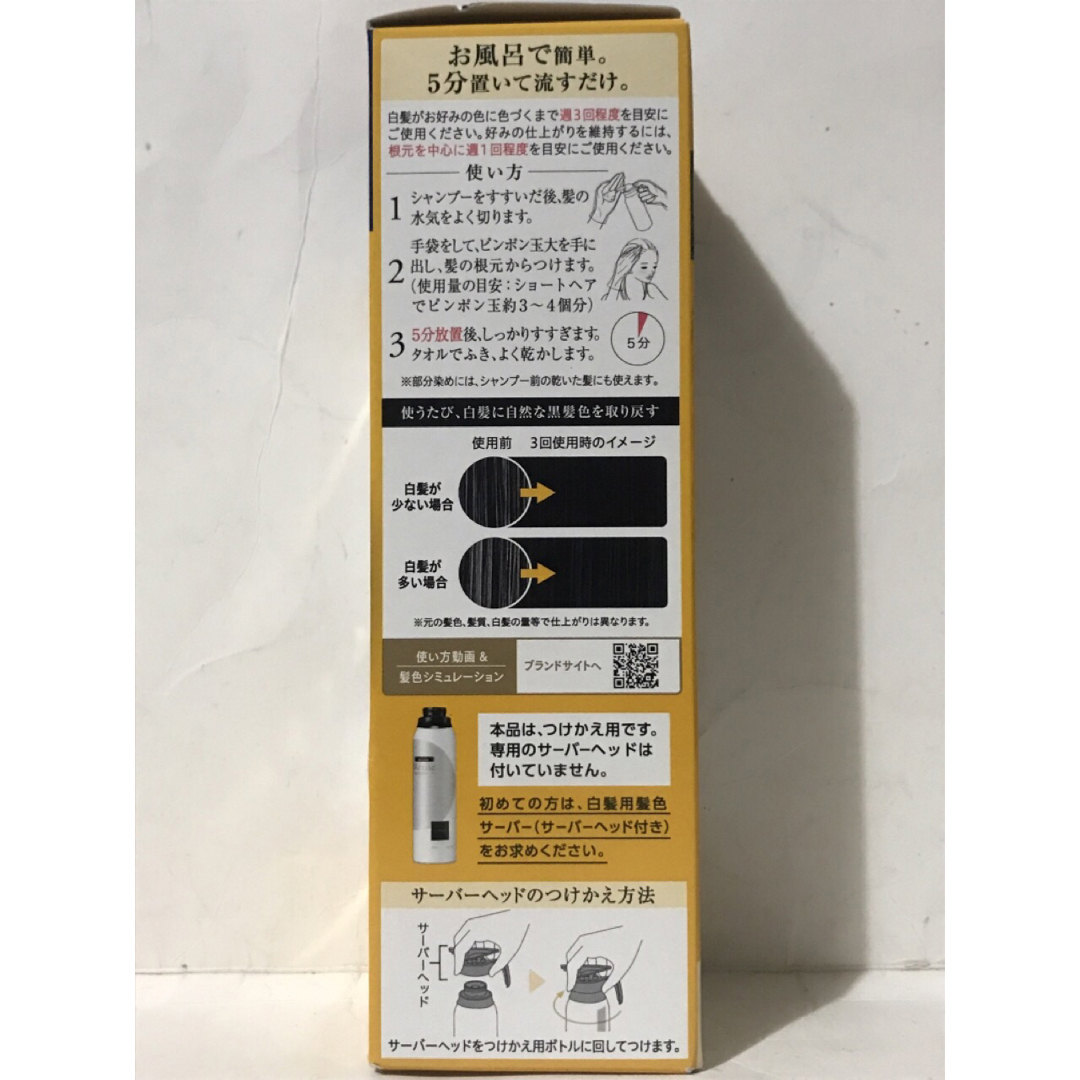 お風呂で簡単。
5分置いて流すだけ。
白髪がお好みの色に色づくまで週3回程度を目安に
ご使用ください。好みの仕上がりを維持するには、
根元を中心に週1回程度を目安にご使用ください。
使い方
1 シャンプーをすすいだ後、髪の
水気をよく切ります。
2 手袋をして、ピンポン玉大を手に
出し、髪の根元からつけます。
(使用量の目安:ショートヘア
でピンポン玉約3～4個分)
3 5分放置後、しっかりすすぎます。
タオルでふき、よく乾かします。
5分
※部分染めには、シャンプー前の乾いた髪にも使えます。
使うたび、白髪に自然な黒髪色を取り戻す
使用前 3回使用時のイメージ
白髪が
少ない場合
白髪が
多い場合
※元の髪色、髪質、白髪の量等で仕上がりは異なります。
使い方動画 &
髪色シミュレーション
ブランドサイトへ
本品は、つけかえ用です。
専用のサーバーヘッドは
付いていません。
初めての方は、白髪用髪色
サーバー(サーバーヘッド付き)
をお求めください。
サーバーヘッドのつけかえ方法
サーバーヘッド
サーバーヘッドをつけかえ用ボトルに回してつけます。